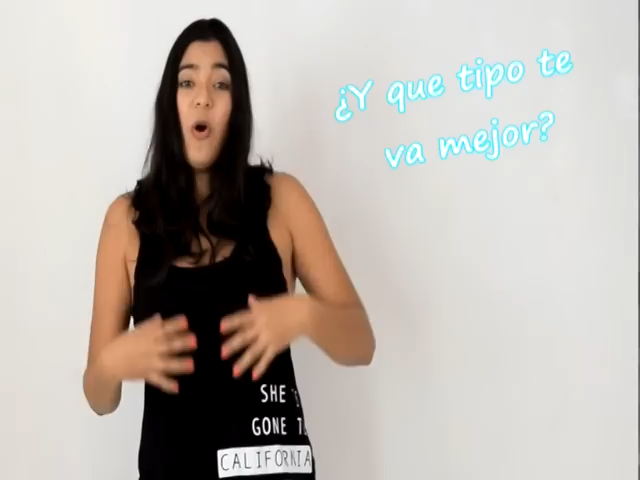 ¿Y que tipo te
va mejor?
SHE 'S
GONE T
CALIFORNIA